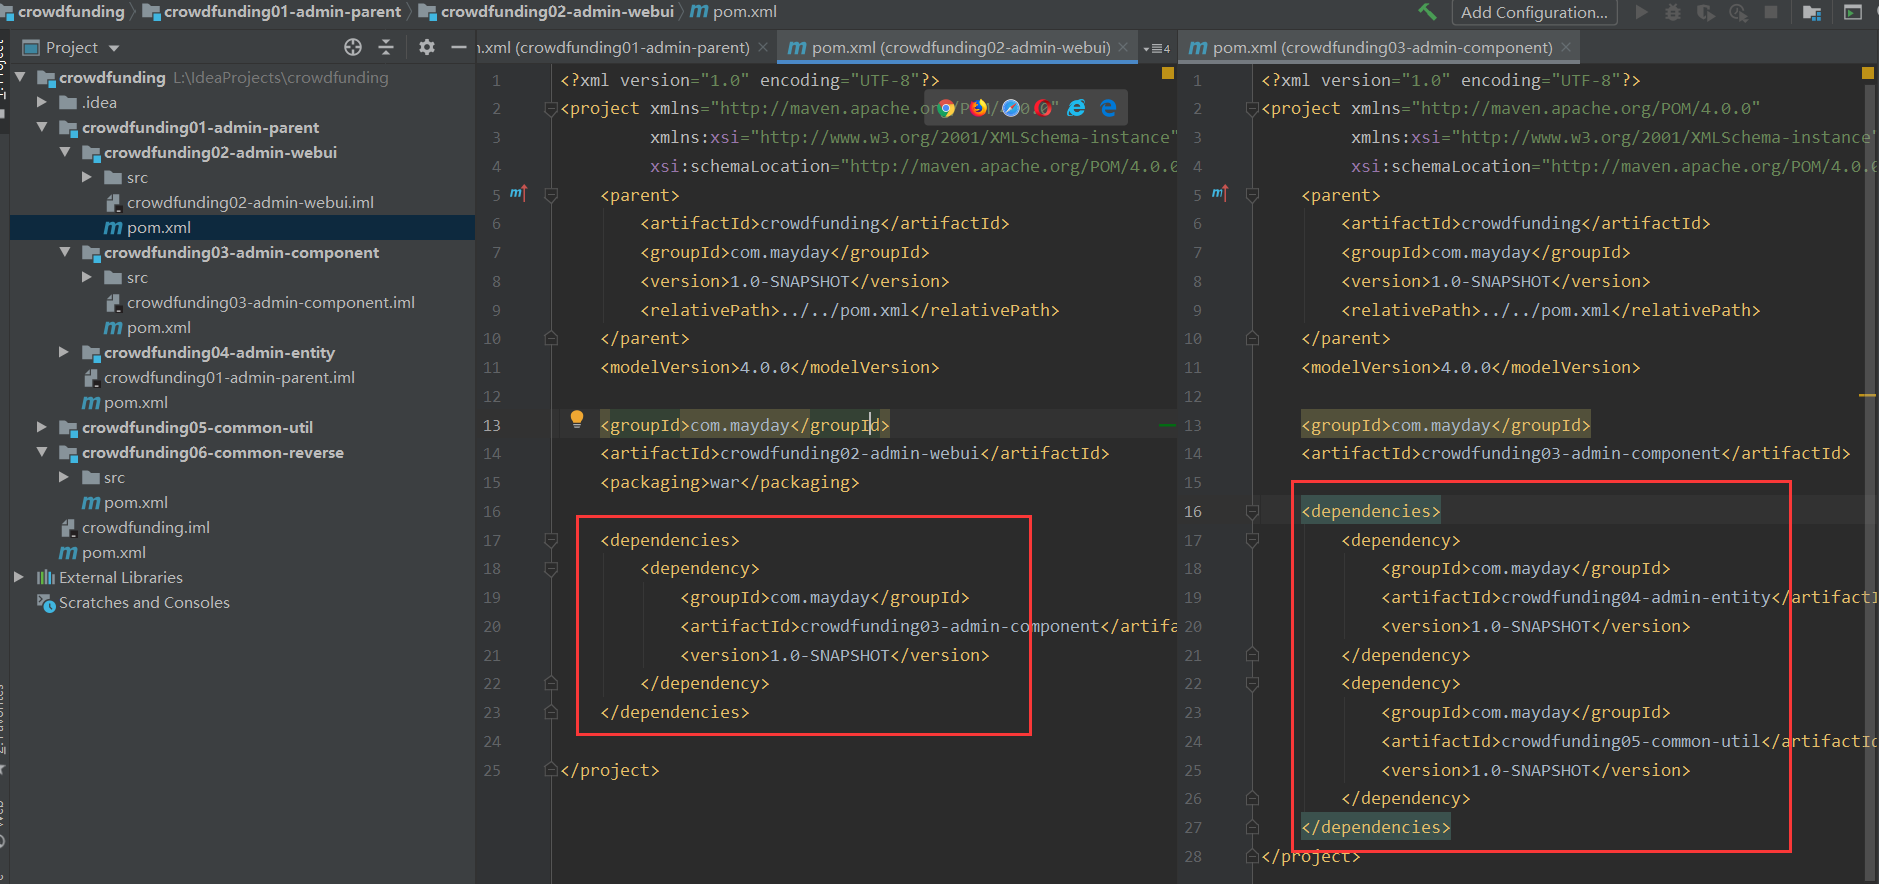 crowdfunding crowdfunding01-admin-parent crowdfunding02-admin-webui pom.xml Add Configuration...
Project
.xml (crowdfunding01-admin-parent) pom.xml (crowdfunding02-admin-webui) 4 pom.xml (crowdfunding03-admin-component)
crowdfunding L:\IdeaProjects\crowdfunding
.idea
crowdfunding01-admin-parent
crowdfunding02-admin-webui
src
crowdfunding02-admin-webui.iml
pom.xml
crowdfunding03-admin-component
src
crowdfunding03-admin-component.iml
pom.xml
crowdfunding04-admin-entity
crowdfunding01-admin-parent.iml
pom.xml
crowdfunding05-common-util
crowdfunding06-common-reverse
src
pom.xml
crowdfunding.iml
pom.xml
External Libraries
Scratches and Consoles
1 <?xml version="1.0" encoding="UTF-8"?>
2 <project xmlns="http://maven.apache.org/POM/4.0.0"
3 xmlns:xsi="http://www.w3.org/2001/XMLSchema-instance"
4 xsi:schemaLocation="http://maven.apache.org/POM/4.0.0
5 <parent>
6 <artifactId>crowdfunding</artifactId>
7 <groupId>com.mayday</groupId>
8 <version>1.0-SNAPSHOT</version>
9 <relativePath>../../pom.xml</relativePath>
10 </parent>
11 <modelVersion>4.0.0</modelVersion>
12
13 <groupId>com.mayday</groupId>
14 <artifactId>crowdfunding02-admin-webui</artifactId>
15 <packaging>war</packaging>
16
17 <dependencies>
18 <dependency>
19 <groupId>com.mayday</groupId>
20 <artifactId>crowdfunding03-admin-component</artifa
21 <version>1.0-SNAPSHOT</version>
22 </dependency>
23 </dependencies>
24
25 </project>
1 <?xml version="1.0" encoding="UTF-8"?>
2 <project xmlns="http://maven.apache.org/POM/4.0.0"
3 xmlns:xsi="http://www.w3.org/2001/XMLSchema-instance"
4 xsi:schemaLocation="http://maven.apache.org/POM/4.0.0
5 <parent>
6 <artifactId>crowdfunding</artifactId>
7 <groupId>com.mayday</groupId>
8 <version>1.0-SNAPSHOT</version>
9 <relativePath>../../pom.xml</relativePath>
10 </parent>
11 <modelVersion>4.0.0</modelVersion>
12
13 <groupId>com.mayday</groupId>
14 <artifactId>crowdfunding03-admin-component</artifactId>
15
16 <dependencies>
17 <dependency>
18 <groupId>com.mayday</groupId>
19 <artifactId>crowdfunding04-admin-entity</artifactI
20 <version>1.0-SNAPSHOT</version>
21 </dependency>
22 <dependency>
23 <groupId>com.mayday</groupId>
24 <artifactId>crowdfunding05-common-util</artifactId
25 <version>1.0-SNAPSHOT</version>
26 </dependency>
27 </dependencies>
28 </project>